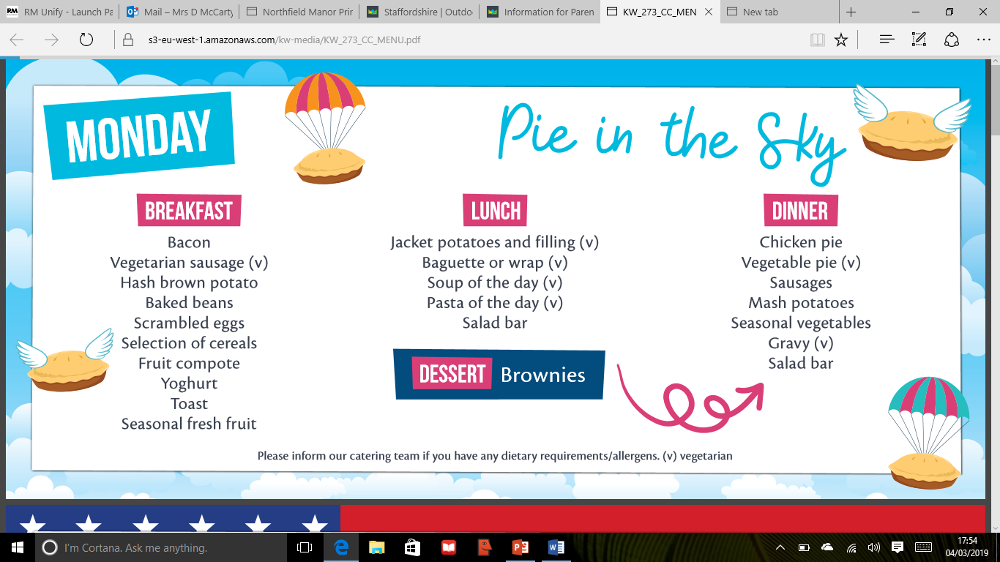 RM Unify - Launch Pa
Mail – Mrs D McCarty
Northfield Manor Prir
Staffordshire (Outdo
Information for Paren
KW_273_CC_MEN
New tab
s3-eu-west-1.amazonaws.com/kw-media/KW_273_CC_MENU.pdf
MONDAY
Pie in the Sky
BREAKFAST
Bacon
Vegetarian sausage (v)
Hash brown potato
Baked beans
Scrambled eggs
Selection of cereals
Fruit compote
Yoghurt
Toast
Seasonal fresh fruit
LUNCH
Jacket potatoes and filling (v)
Baguette or wrap (v)
Soup of the day (v)
Pasta of the day (v)
Salad bar
DESSERT Brownies
DINNER
Chicken pie
Vegetable pie (v)
Sausages
Mash potatoes
Seasonal vegetables
Gravy (v)
Salad bar
Please inform our catering team if you have any dietary requirements/allergens. (v) vegetarian
I'm Cortana. Ask me anything.
17:54
04/03/2019